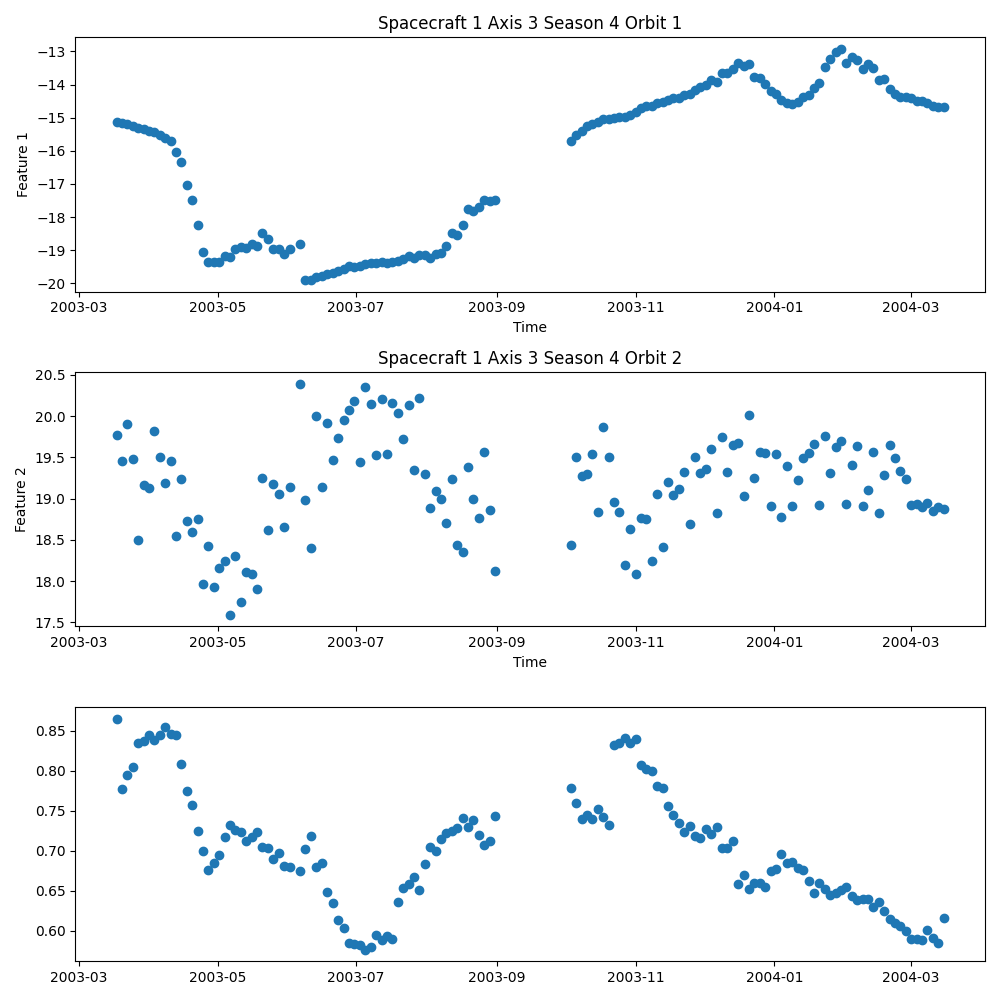 Spacecraft 1 Axis 3 Season 4 Orbit 1
Feature 1
−13
−14
−15
−16
−17
−18
−19
−20
2003-03 2003-05 2003-07 2003-09 2003-11 2004-01 2004-03
Time
Spacecraft 1 Axis 3 Season 4 Orbit 2
Feature 2
20.5
20.0
19.5
19.0
18.5
18.0
17.5
2003-03 2003-05 2003-07 2003-09 2003-11 2004-01 2004-03
Time
0.85
0.80
0.75
0.70
0.65
0.60
2003-03 2003-05 2003-07 2003-09 2003-11 2004-01 2004-03